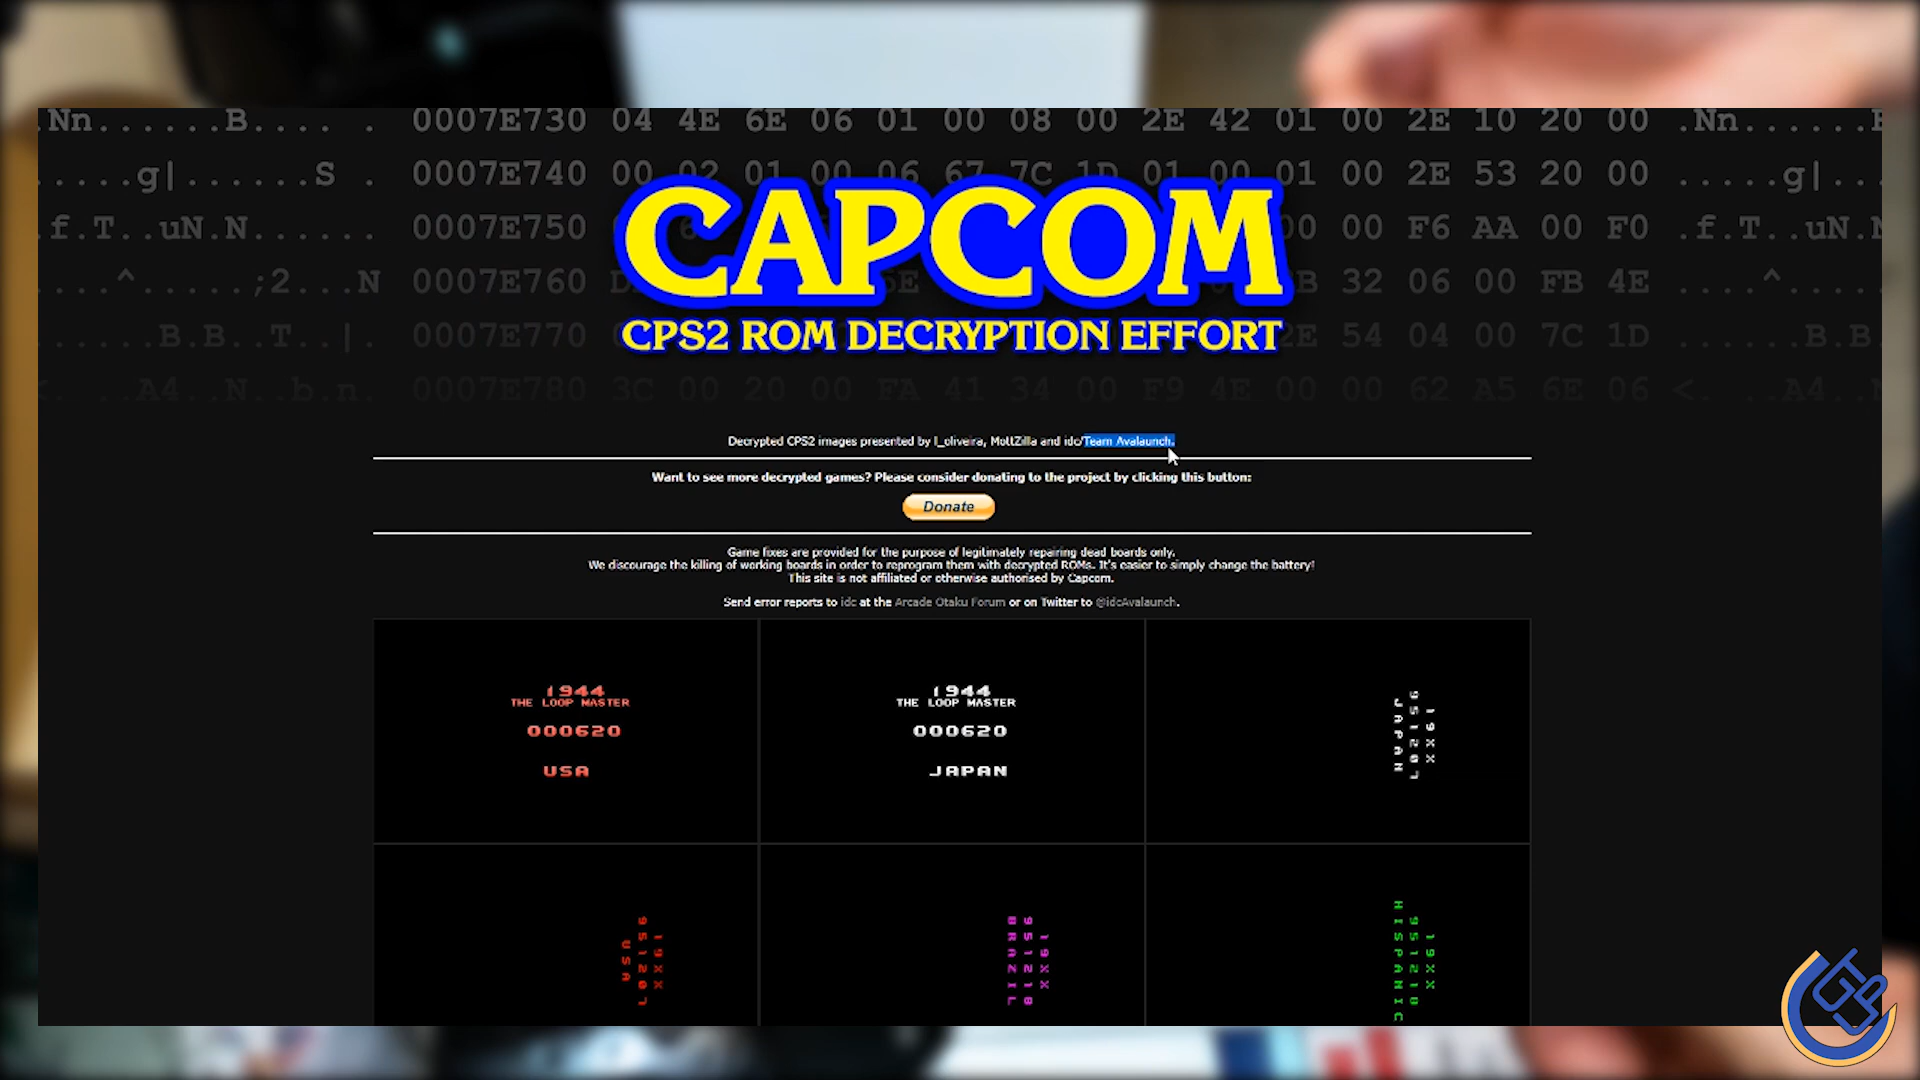 .Nn......B.... . 0007E730 04 4E 6E 06 01 00 08 00 2E 42 01 00 2E 10 20 00 .Nn......
.....g|......S . 0007E740 00 02 01 00 06 67 7C 1D 01 00 01 00 2E 53 20 00 .....g|...
.f.T..uN.N...... 0007E750 00 F6 AA 00 F0 .f.T..uN.
....^.....;2...N 0007E760 32 06 00 FB 4E ....^.....
......B.B..T..|. 0007E770 2E 54 04 00 7C 1D ......B.B.
<. ..A4..N..b.n. 0007E780 3C 00 20 00 FA 41 34 00 F9 4E 00 00 62 A5 6E 06 <. ..A4..
CAPCOM
CPS2 ROM DECRYPTION EFFORT
Decrypted CPS2 images presented by l_oliveira, MottZilla and idc/Team Avalaunch.
Want to see more decrypted games? Please consider donating to the project by clicking this button:
Donate
Game fixes are provided for the purpose of legitimately repairing dead boards only.
We discourage the killing of working boards in order to reprogram them with decrypted ROMs. It's easier to simply change the battery!
This site is not affiliated or otherwise authorised by Capcom.
Send error reports to idc at the Arcade Otaku Forum or on Twitter to @idcAvalaunch.
1944
THE LOOP MASTER
000620
USA
1944
THE LOOP MASTER
000620
JAPAN
19XX
951207
JAPAN
19XX
951207
USA
19XX
951218
BRAZIL
19XX
951218
HISPANIC